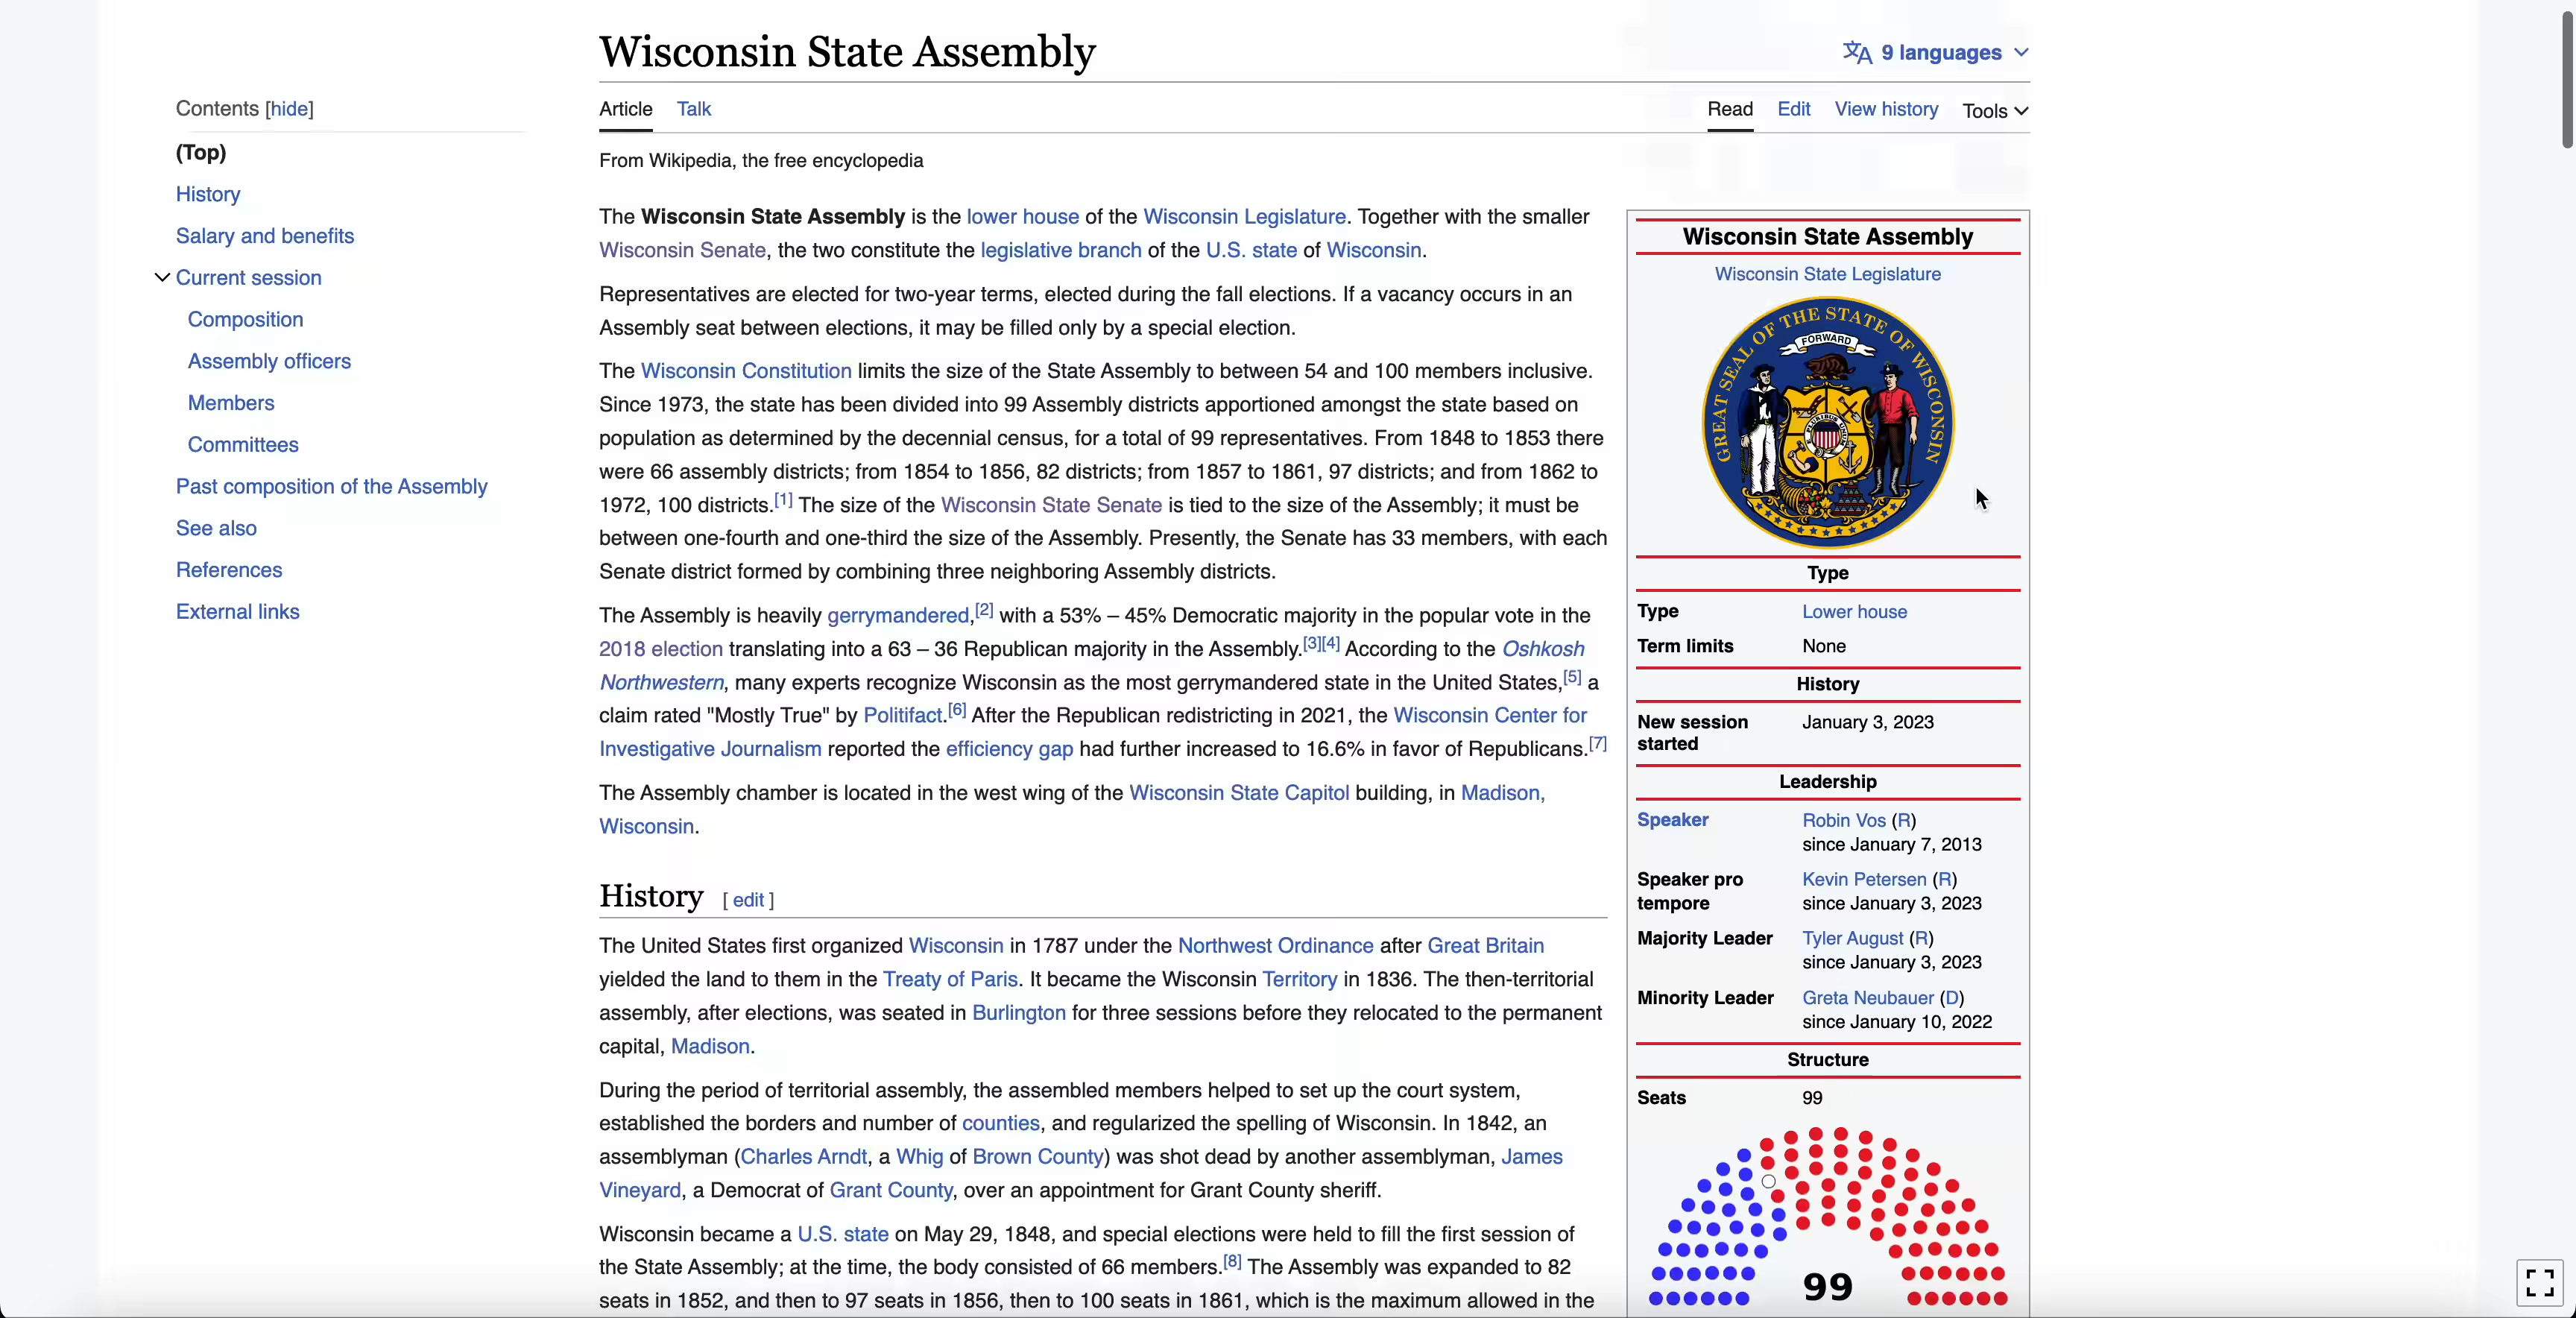 Wisconsin State Assembly
9 languages
Contents [hide]
Article Talk
Read Edit View history Tools
(Top)
History
Salary and benefits
Current session
Composition
Assembly officers
Members
Committees
Past composition of the Assembly
See also
References
External links
From Wikipedia, the free encyclopedia
The Wisconsin State Assembly is the lower house of the Wisconsin Legislature. Together with the smaller
Wisconsin Senate, the two constitute the legislative branch of the U.S. state of Wisconsin.
Representatives are elected for two-year terms, elected during the fall elections. If a vacancy occurs in an
Assembly seat between elections, it may be filled only by a special election.
The Wisconsin Constitution limits the size of the State Assembly to between 54 and 100 members inclusive.
Since 1973, the state has been divided into 99 Assembly districts apportioned amongst the state based on
population as determined by the decennial census, for a total of 99 representatives. From 1848 to 1853 there
were 66 assembly districts; from 1854 to 1856, 82 districts; from 1857 to 1861, 97 districts; and from 1862 to
1972, 100 districts.[1] The size of the Wisconsin State Senate is tied to the size of the Assembly; it must be
between one-fourth and one-third the size of the Assembly. Presently, the Senate has 33 members, with each
Senate district formed by combining three neighboring Assembly districts.
The Assembly is heavily gerrymandered,[2] with a 53% – 45% Democratic majority in the popular vote in the
2018 election translating into a 63 – 36 Republican majority in the Assembly.[3][4] According to the Oshkosh
Northwestern, many experts recognize Wisconsin as the most gerrymandered state in the United States,[5] a
claim rated "Mostly True" by Politifact.[6] After the Republican redistricting in 2021, the Wisconsin Center for
Investigative Journalism reported the efficiency gap had further increased to 16.6% in favor of Republicans.[7]
The Assembly chamber is located in the west wing of the Wisconsin State Capitol building, in Madison,
Wisconsin.
History [ edit ]
The United States first organized Wisconsin in 1787 under the Northwest Ordinance after Great Britain
yielded the land to them in the Treaty of Paris. It became the Wisconsin Territory in 1836. The then-territorial
assembly, after elections, was seated in Burlington for three sessions before they relocated to the permanent
capital, Madison.
During the period of territorial assembly, the assembled members helped to set up the court system,
established the borders and number of counties, and regularized the spelling of Wisconsin. In 1842, an
assemblyman (Charles Arndt, a Whig of Brown County) was shot dead by another assemblyman, James
Vineyard, a Democrat of Grant County, over an appointment for Grant County sheriff.
Wisconsin became a U.S. state on May 29, 1848, and special elections were held to fill the first session of
the State Assembly; at the time, the body consisted of 66 members.[8] The Assembly was expanded to 82
seats in 1852, and then to 97 seats in 1856, then to 100 seats in 1861, which is the maximum allowed in the
Wisconsin State Assembly
Wisconsin State Legislature
GREAT SEAL OF THE STATE OF WISCONSIN
FORWARD
E PLURIBUS UNUM
Type
Type Lower house
Term limits None
History
New session January 3, 2023
started
Leadership
Speaker Robin Vos (R)
since January 7, 2013
Speaker pro Kevin Petersen (R)
tempore since January 3, 2023
Majority Leader Tyler August (R)
since January 3, 2023
Minority Leader Greta Neubauer (D)
since January 10, 2022
Structure
Seats 99
99